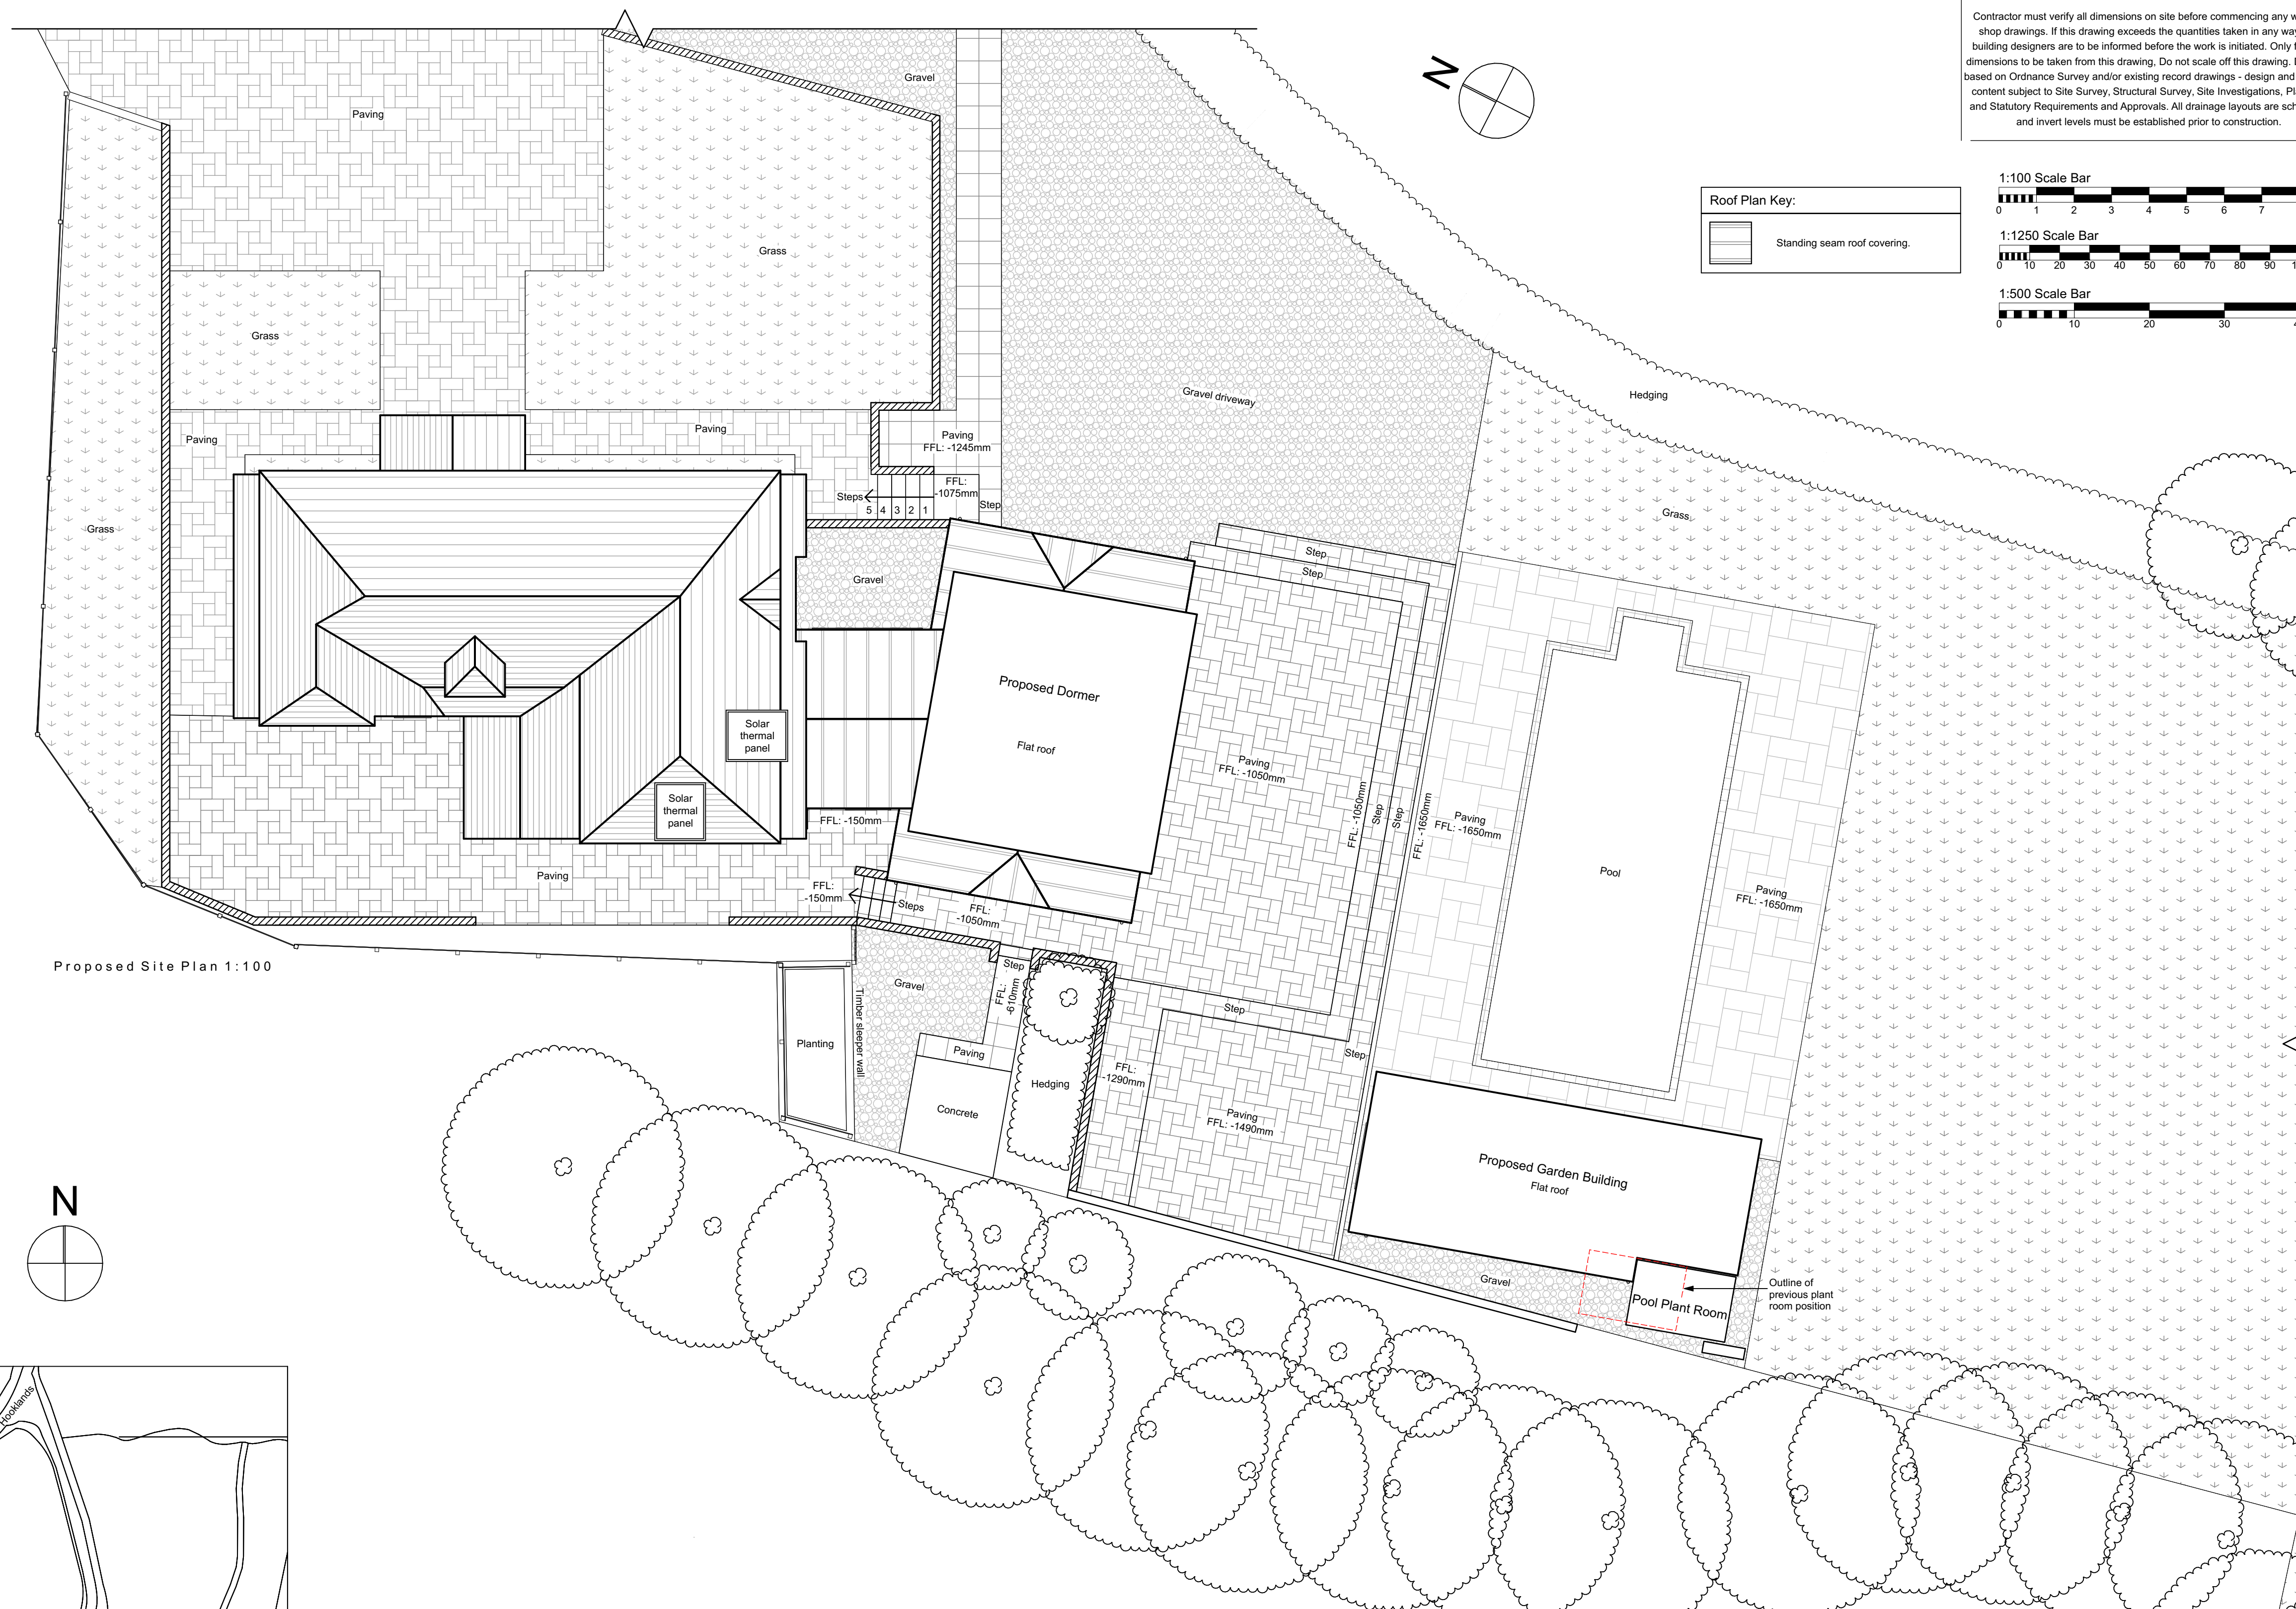 Contractor must verify all dimensions on site before commencing any
shop drawings. If this drawing exceeds the quantities taken in any way
building designers are to be informed before the work is initiated. Only
dimensions to be taken from this drawing, Do not scale off this drawing.
based on Ordnance Survey and/or existing record drawings - design and
content subject to Site Survey, Structural Survey, Site Investigations,
and Statutory Requirements and Approvals. All drainage layouts are
and invert levels must be established prior to construction.
N
Roof Plan Key:
Standing seam roof covering.
1:100 Scale Bar
0 1 2 3 4 5 6 7
1:1250 Scale Bar
0 10 20 30 40 50 60 70 80 90
1:500 Scale Bar
0 10 20 30
Gravel
Paving
Grass
Grass
Gravel driveway
Hedging
Paving
Paving
Paving
FFL: -1245mm
FFL:
-1075mm
Steps
Step
5 4 3 2 1
Grass
Grass
Step
Step
Gravel
Proposed Dormer
Flat roof
Solar
thermal
panel
Solar
thermal
panel
Paving
FFL: -1050mm
FFL: -1050mm
Step
Step
FFL: -1650mm
Paving
FFL: -1650mm
Pool
Paving
FFL: -1650mm
FFL: -150mm
Paving
FFL:
-150mm
Steps
FFL:
-1050mm
Proposed Site Plan 1:100
Step
Gravel
FFL:
-610mm
Timber sleeper wall
Step
Planting
Paving
Step
Hedging
FFL:
-1290mm
Concrete
Paving
FFL: -1490mm
Proposed Garden Building
Flat roof
N
Gravel
Pool Plant Room
Outline of
previous plant
room position
Hooklands